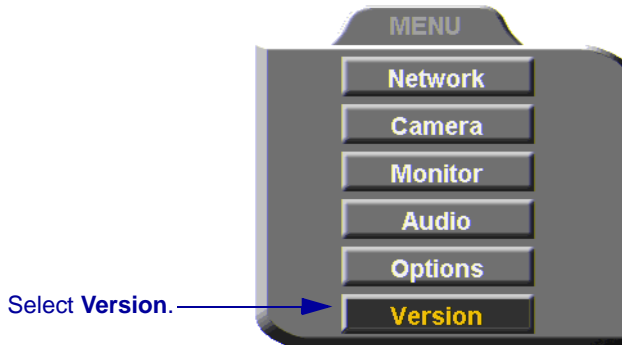 MENU
Network
Camera
Monitor
Audio
Options
Select Version.
Version